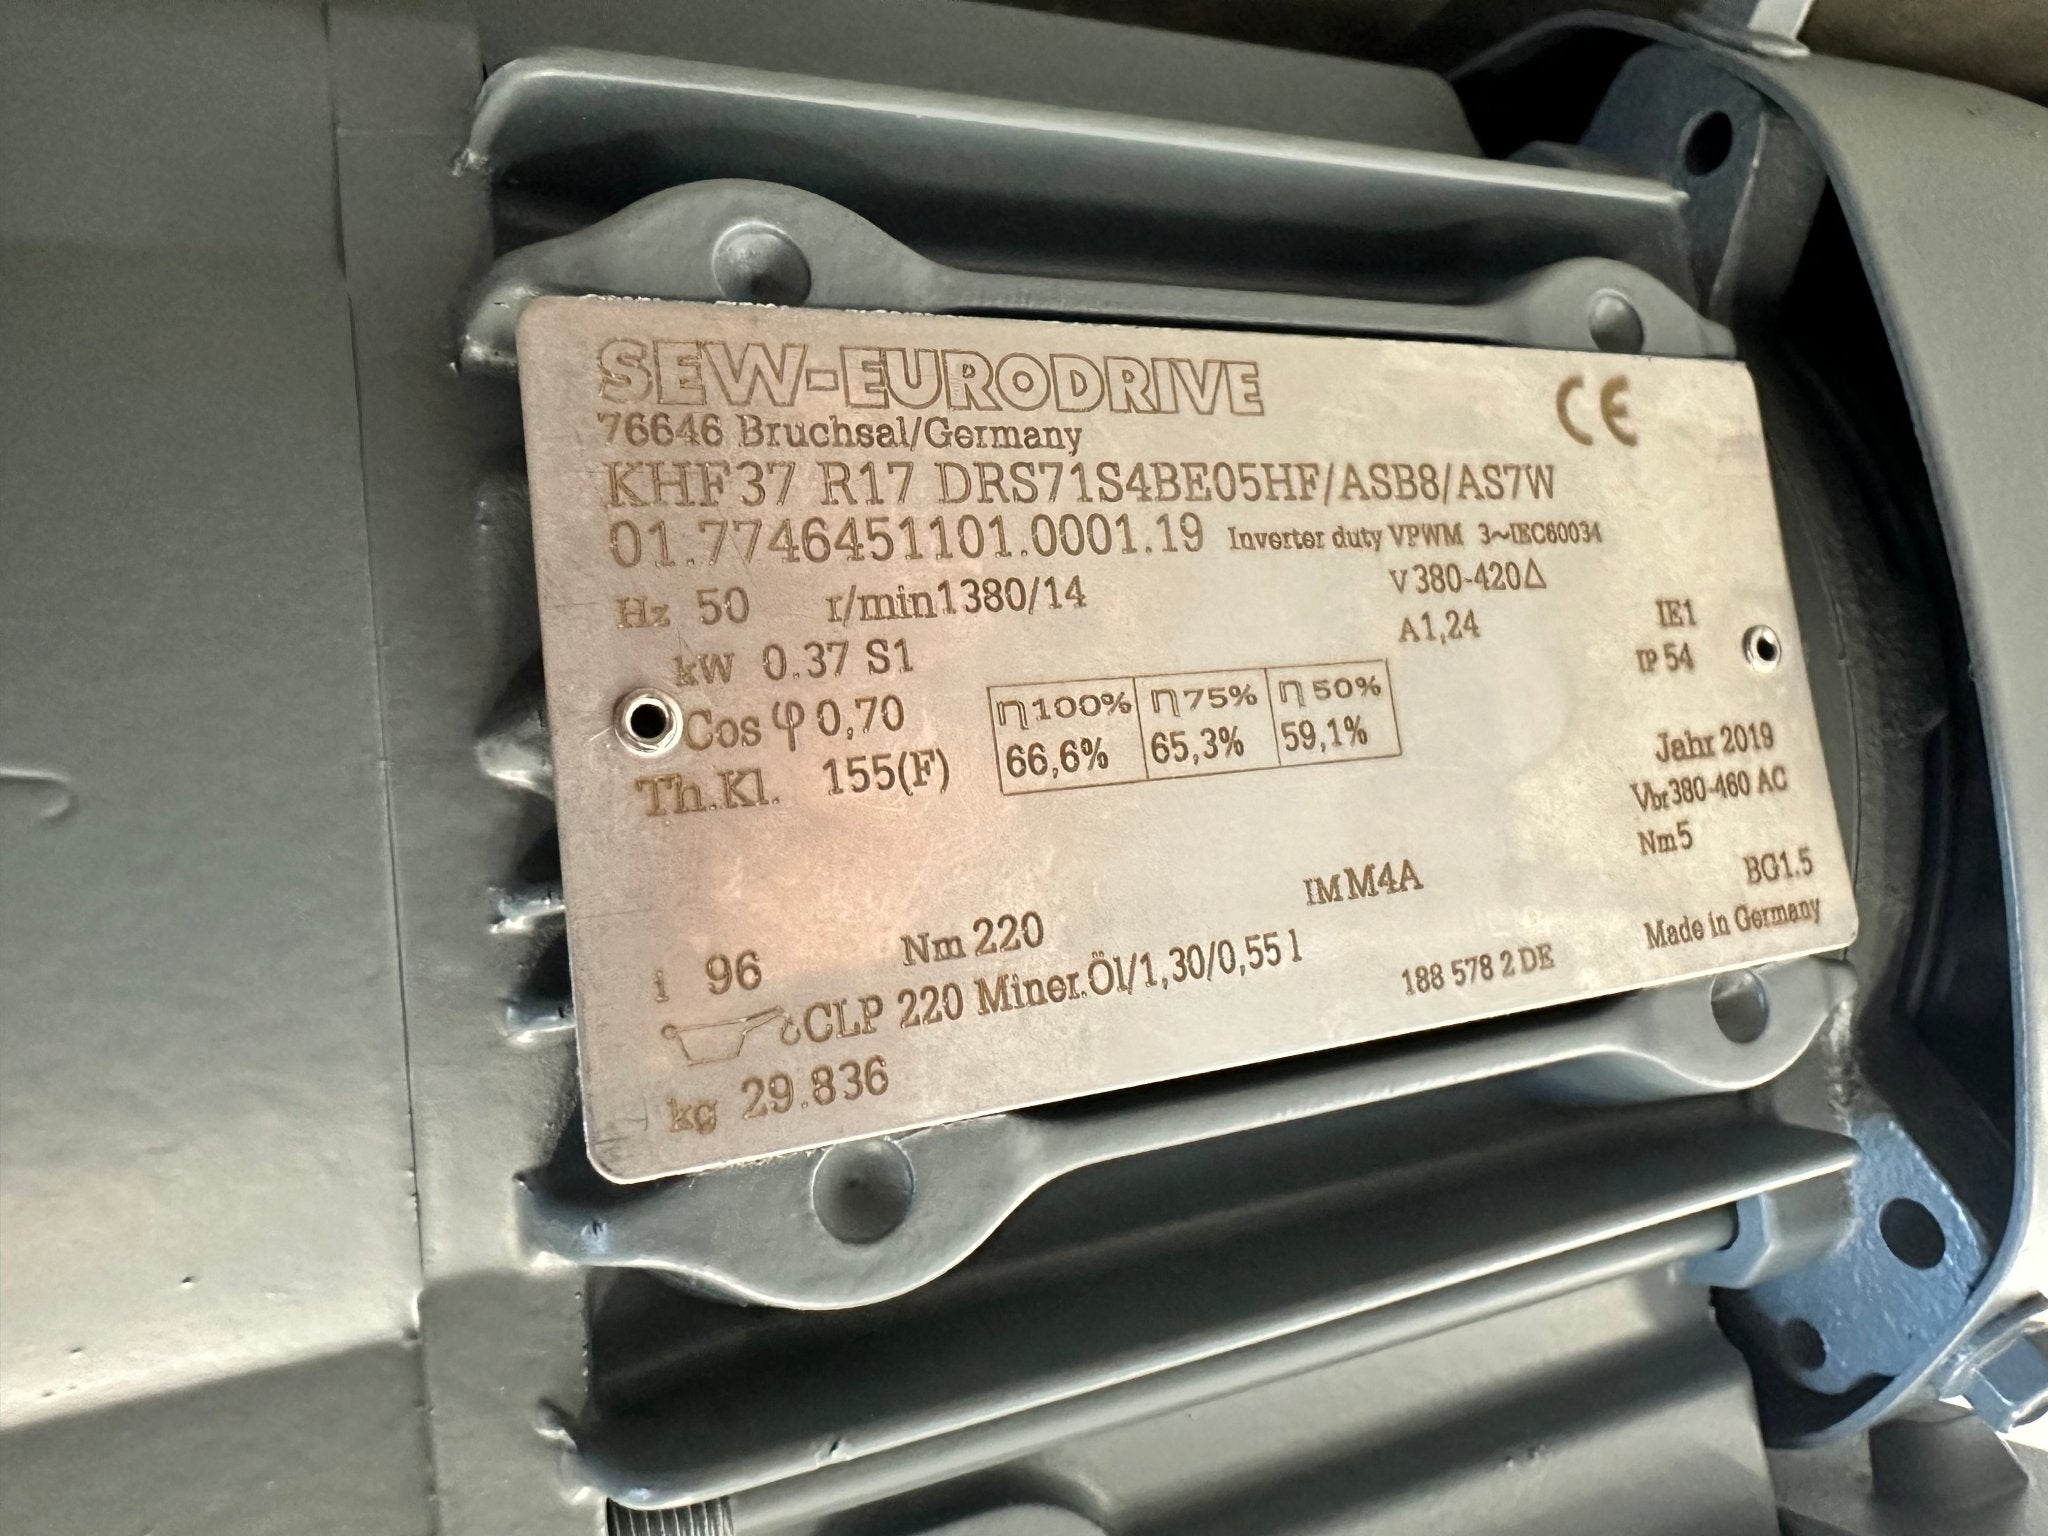 SEW-EURODRIVE
CE
76646 Bruchsal/Germany
KHF37 R17 DRS71S4BE05HF/ASB8/AS7W
01.7746451101.0001.19 Inverter duty VPWM 3~IEC60034
Hz 50 r/min1380/14 V 380-420Δ
A1,24 IE1
kW 0.37 S1 IP 54
Cos φ 0,70
η100% η75% η50%
66,6% 65,3% 59,1%
Th.Kl. 155(F)
Jahr 2019
Vbr380-460 AC
Nm5
BG1.5
i 96 Nm 220 IM M4A
CLP 220 Miner.Öl/1,30/0,55 l
188 578 2 DE
Made in Germany
kg 29.836